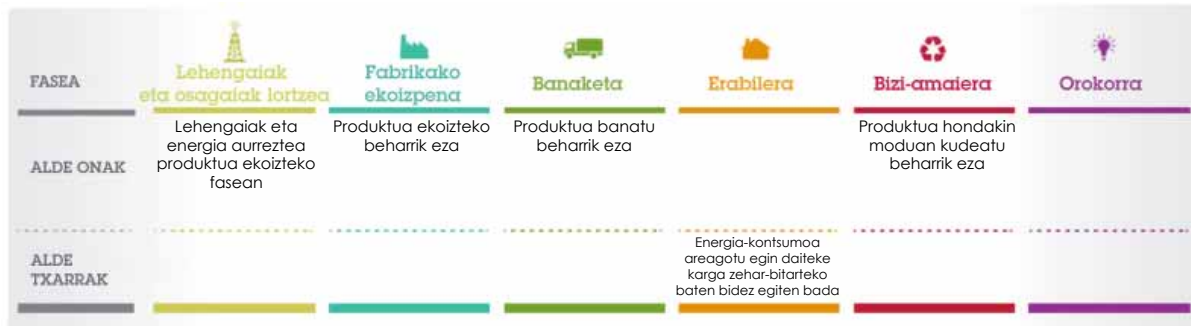 FASEA
Lehengaiak
eta osagaiak lortzea
Fabrikako
ekoizpena
Banaketa
Erabilera
Bizi-amaiera
Orokorra
ALDE ONAK
Lehengaiak eta
energia aurreztea
produktua ekoizteko
fasean
Produktua ekoizteko
beharrik eza
Produktua banatu
beharrik eza
Produktua hondakin
moduan kudeatu
beharrik eza
ALDE
TXARRAK
Energia-kontsumoa
areagotu egin daiteke
karga zehar-bitarteko
baten bidez egiten bada